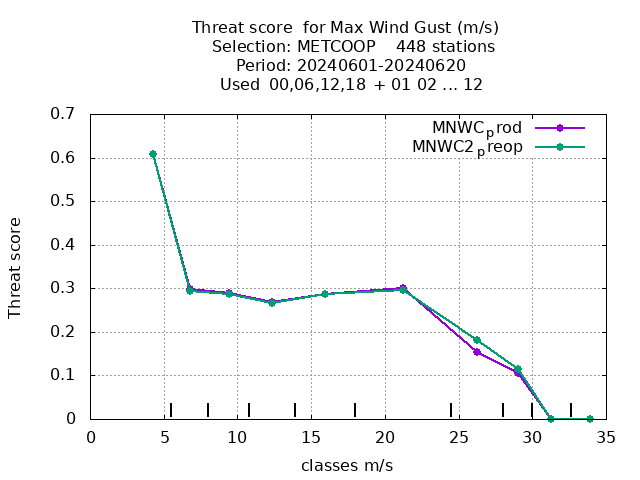 Threat score  for Max Wind Gust (m/s)
Selection: METCOOP    448 stations
Period: 20240601-20240620
Used 00,06,12,18 + 01 02 ... 12
MNWCprod
MNWC2preop
0.7
0.6
0.5
0.4
0.3
0.2
0.1
0
Threat score
0 5 10 15 20 25 30 35
classes m/s